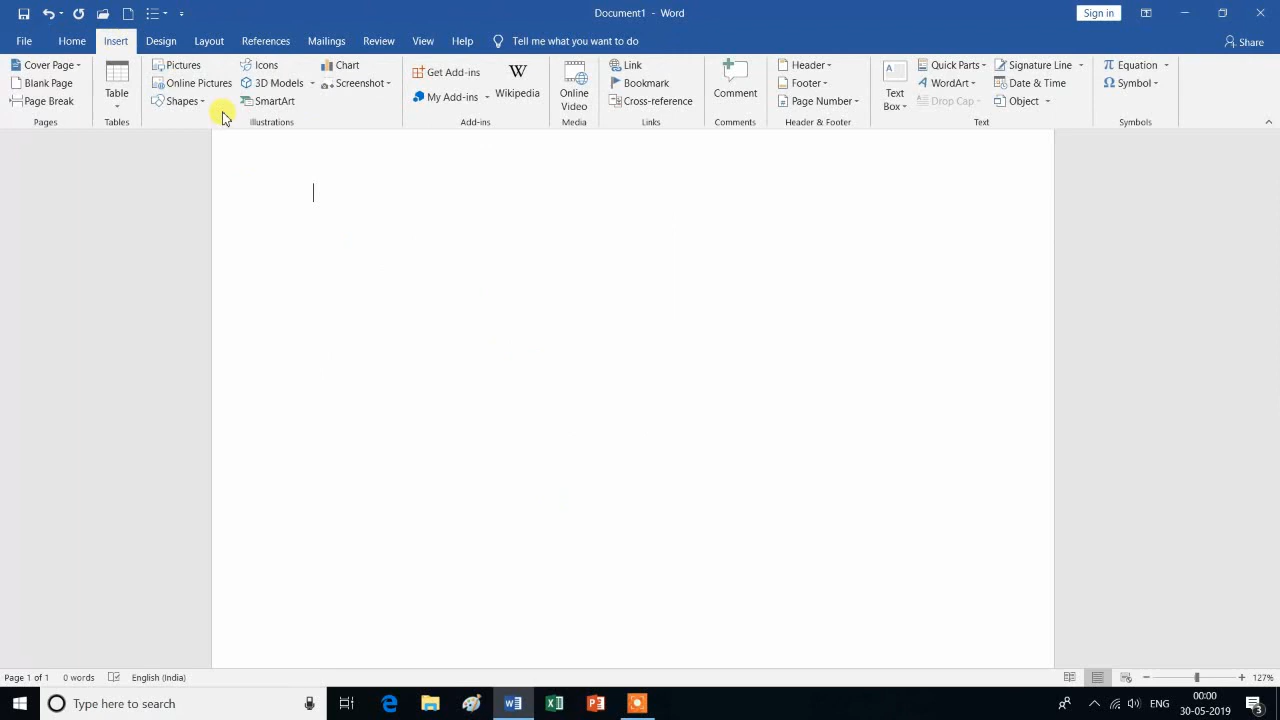 Document1 - Word
Sign in
File Home Insert Design Layout References Mailings Review View Help Tell me what you want to do Share
Cover Page
Blank Page
Page Break
Pages
Table
Tables
Pictures
Online Pictures
Shapes
Icons
3D Models
SmartArt
Chart
Screenshot
Illustrations
Get Add-ins
My Add-ins
W
Wikipedia
Add-ins
Online
Video
Media
Link
Bookmark
Cross-reference
Links
Comment
Comments
Header
Footer
Page Number
Header & Footer
Text
Box
Quick Parts
WordArt
Drop Cap
Signature Line
Date & Time
Object
Text
Equation
Symbol
Symbols
Page 1 of 1 0 words English (India) 127%
Type here to search
ENG
00:00
30-05-2019
3